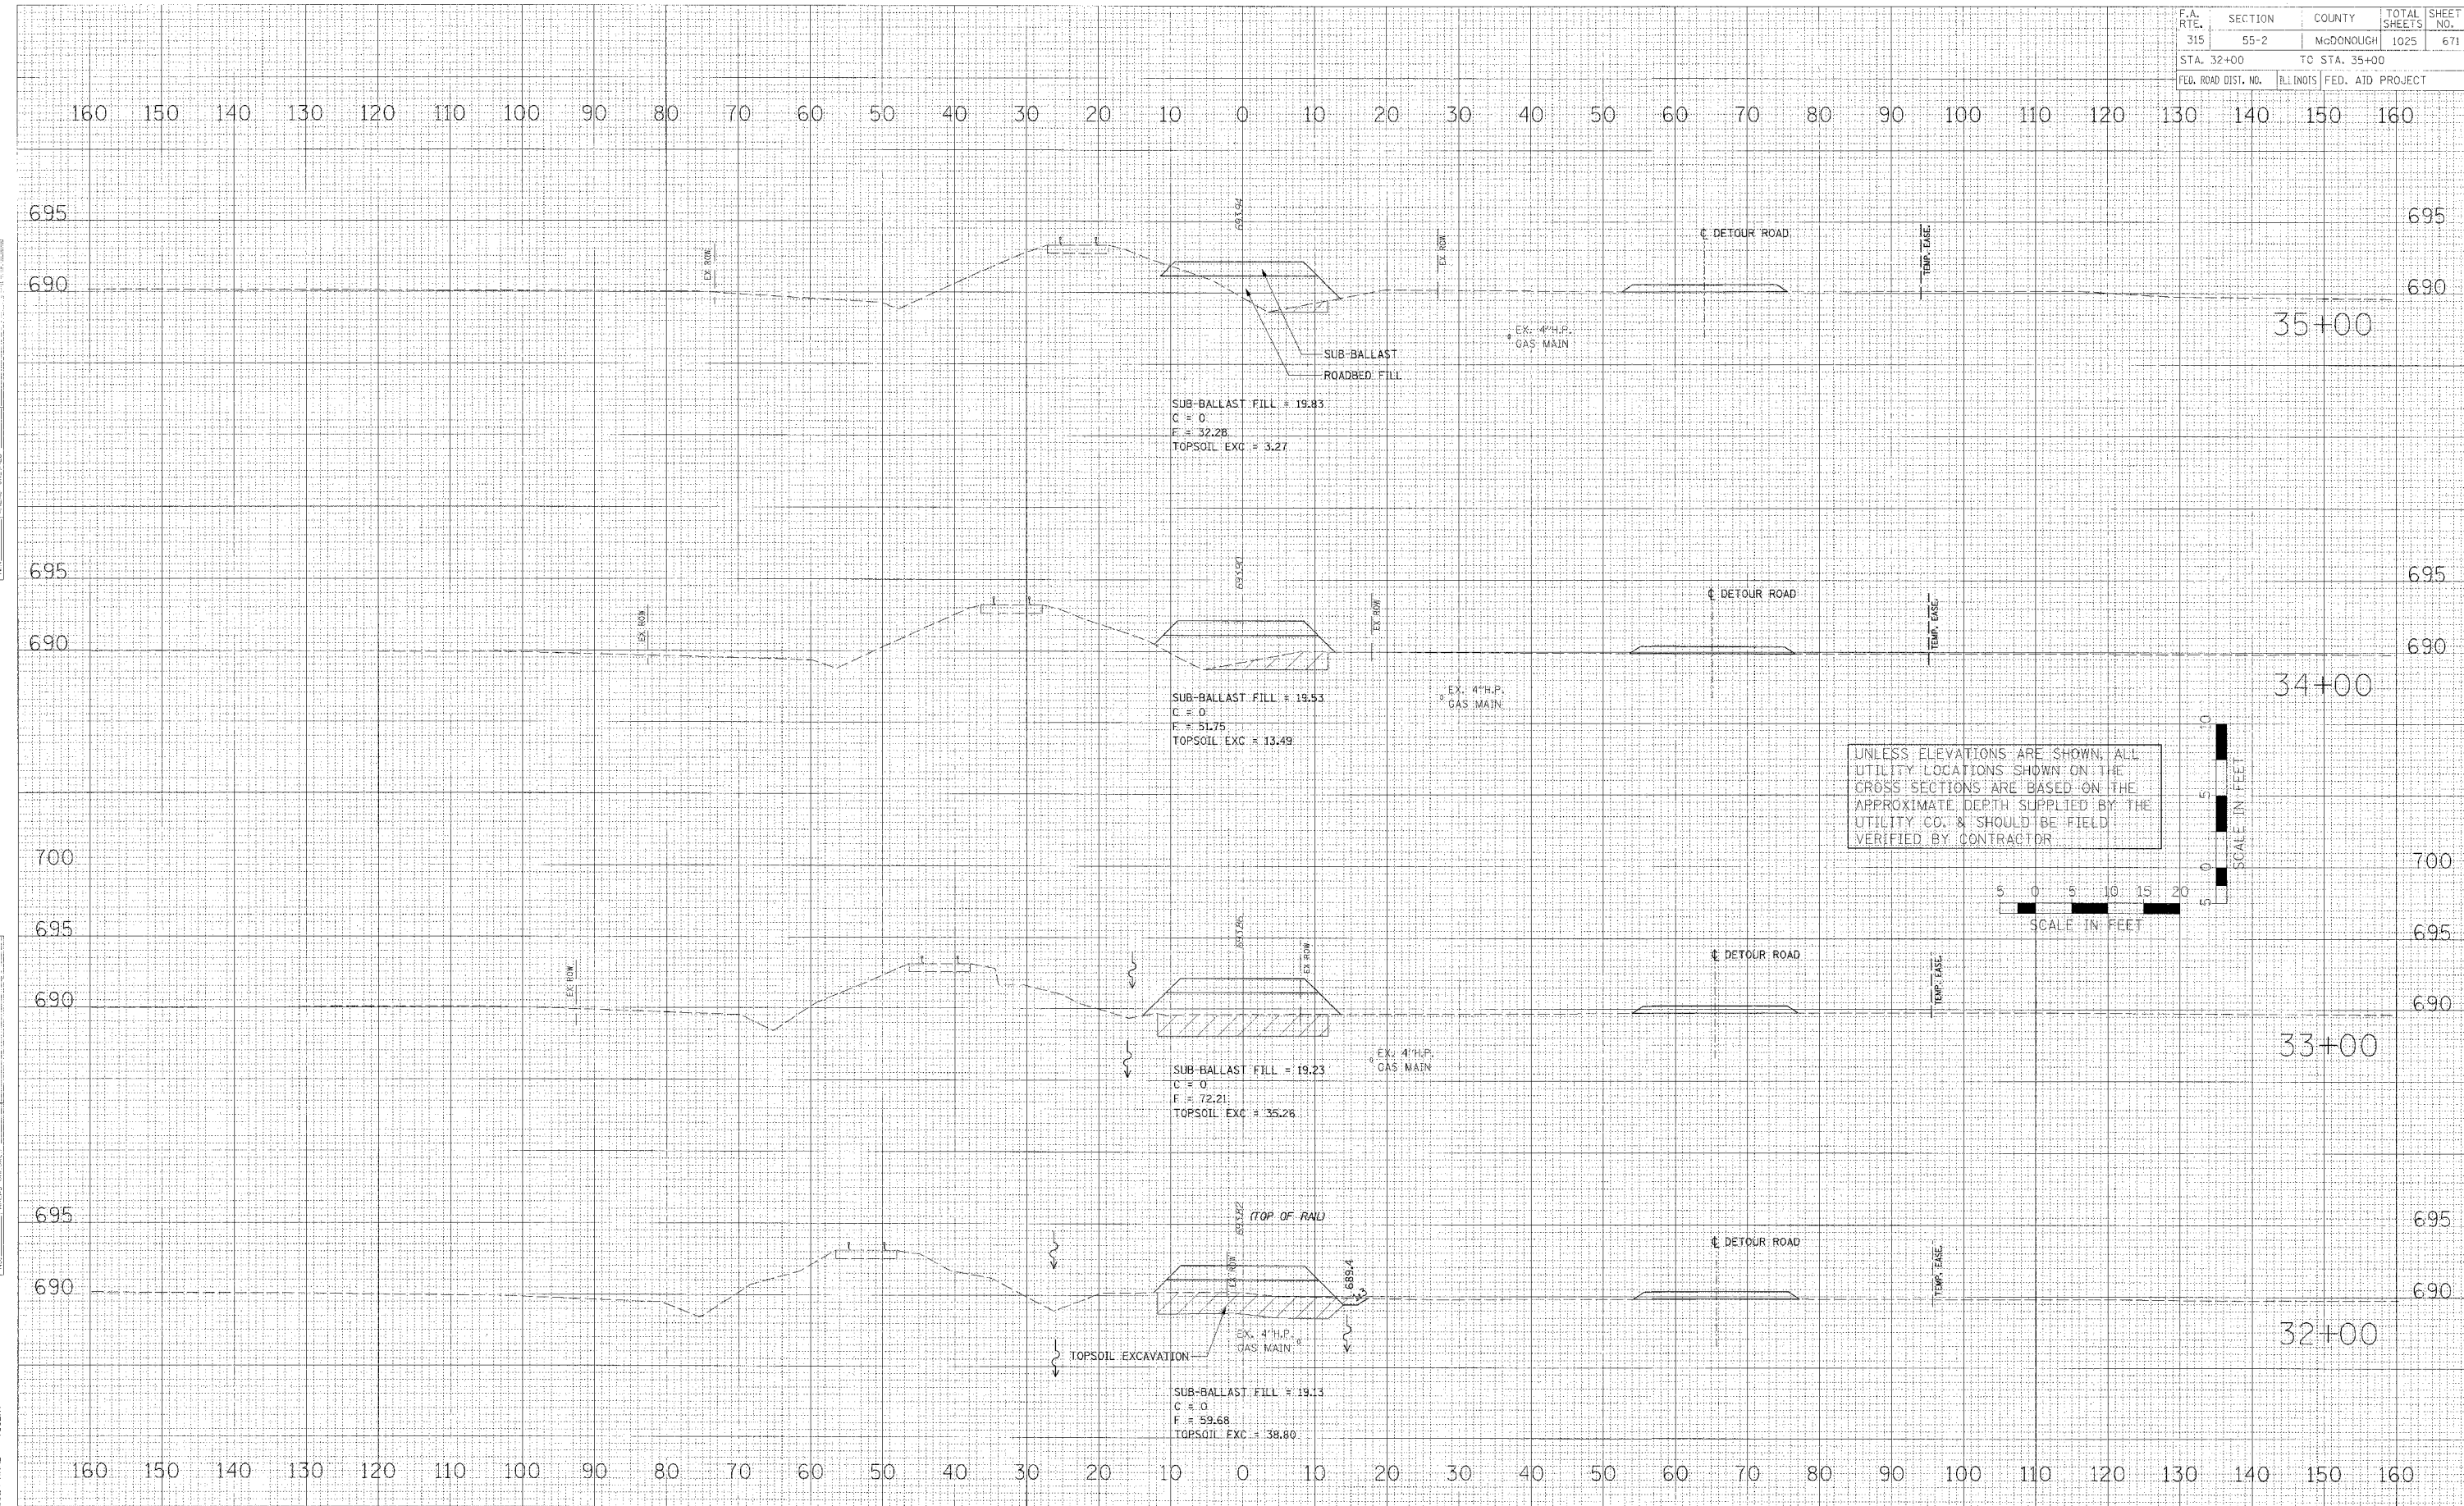 F.A. RTE. SECTION COUNTY TOTAL SHEETS SHEET NO.
315 55-2 McDONOUGH 1025 671
STA. 32+00 TO STA. 35+00
FED. ROAD DIST. NO. ILLINOIS FED. AID PROJECT
160 150 140 130 120 110 100 90 80 70 60 50 40 30 20 10 0 10 20 30 40 50 60 70 80 90 100 110 120 130 140 150 160
695 693.94 695
EX ROW EX ROW ℄ DETOUR ROAD TEMP. EASE.
690 690
35+00
EX. 4"H.P.
GAS MAIN
SUB-BALLAST
ROADBED FILL
SUB-BALLAST FILL = 19.83
C = 0
F = 32.28
TOPSOIL EXC = 3.27
695 693.90 695
EX ROW EX ROW ℄ DETOUR ROAD TEMP. EASE.
690 690
34+00
EX. 4"H.P.
GAS MAIN
SUB-BALLAST FILL = 19.53
C = 0
F = 51.75
TOPSOIL EXC = 13.49
UNLESS ELEVATIONS ARE SHOWN, ALL
UTILITY LOCATIONS SHOWN ON THE
CROSS SECTIONS ARE BASED ON THE
APPROXIMATE DEPTH SUPPLIED BY THE
UTILITY CO. & SHOULD BE FIELD
VERIFIED BY CONTRACTOR
10 5 0 5
SCALE IN FEET
5 0 5 10 15 20
SCALE IN FEET
700 700
695 693.86 695
EX ROW EX ROW ℄ DETOUR ROAD TEMP. EASE.
690 690
33+00
EX. 4"H.P.
GAS MAIN
SUB-BALLAST FILL = 19.23
C = 0
F = 72.21
TOPSOIL EXC = 35.26
695 693.82 (TOP OF RAIL) 695
EX ROW 689.4 ℄ DETOUR ROAD TEMP. EASE.
690 690
32+00
EX. 4"H.P.
GAS MAIN
TOPSOIL EXCAVATION
SUB-BALLAST FILL = 19.13
C = 0
F = 59.68
TOPSOIL EXC = 38.80
160 150 140 130 120 110 100 90 80 70 60 50 40 30 20 10 0 10 20 30 40 50 60 70 80 90 100 110 120 130 140 150 160